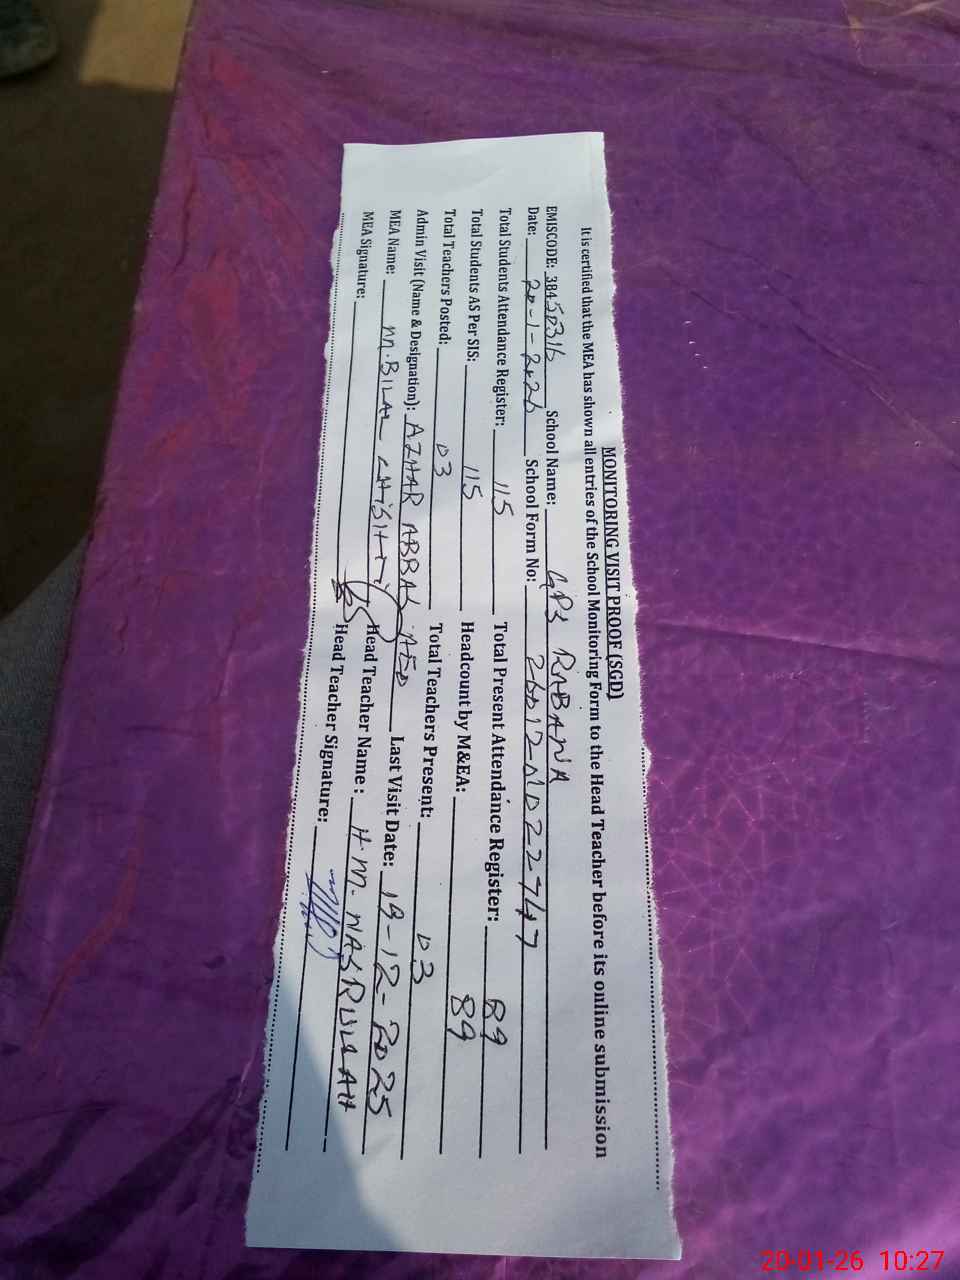 MONITORING VISIT PROOF (SGD)
It is certified that the MEA has shown all entries of the School Monitoring Form to the Head Teacher before its online submission
EMISCODE: 38450316 School Name: GPS RABANA
Date: 20-1-2026 School Form No:
Total Students Attendance Register: 115 Total Present Attendance Register: 89
Total Students AS Per SIS: 115 Headcount by M&EA: 89
Total Teachers Posted: 03 Total Teachers Present: 03
Admin Visit (Name & Designation): AZHAR ABBAS AEO Last Visit Date: 19-12-2025
MEA Name: M.BILAL CHISHTY Head Teacher Name: H.M. NASRULLAH
MEA Signature: Head Teacher Signature:
20-01-26 10:27